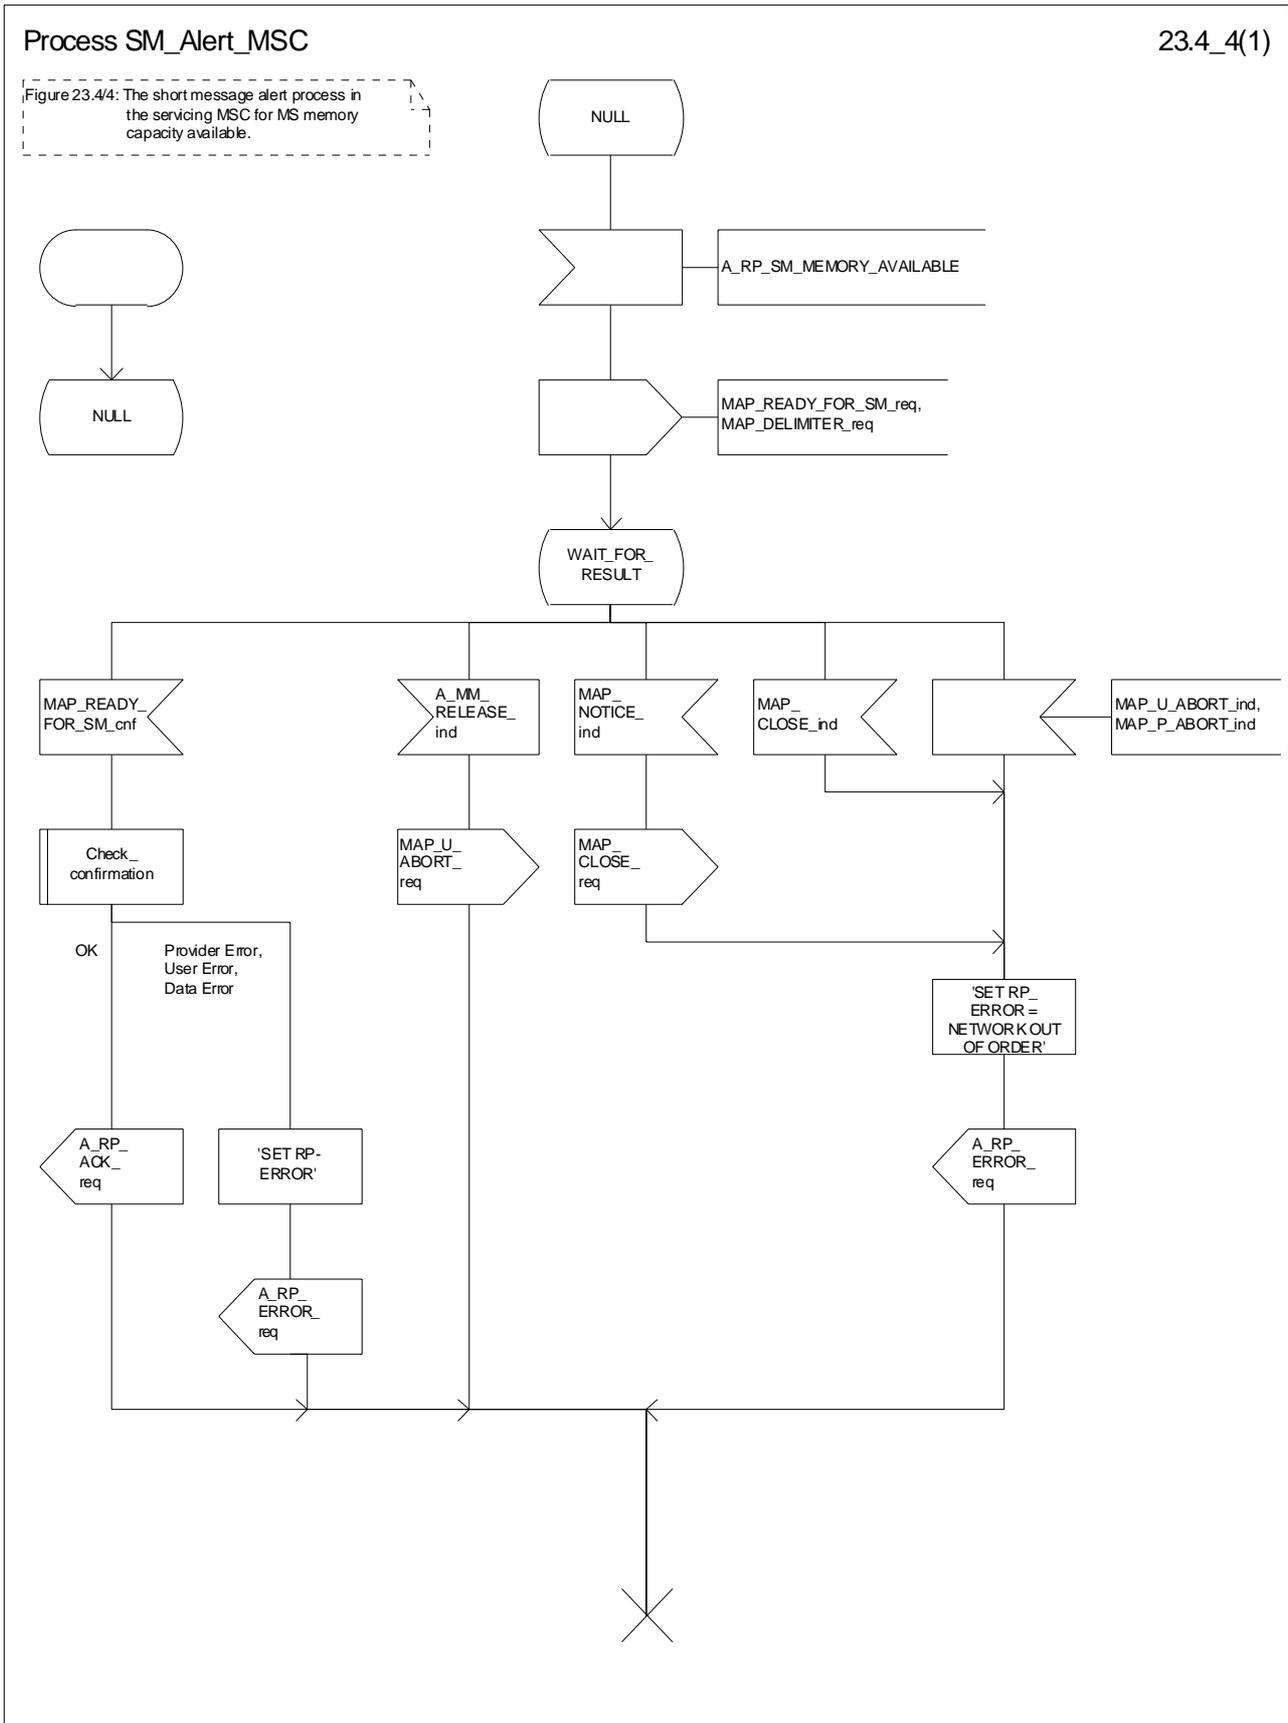 Process SM_Alert_MSC
23.4_4(1)
Figure 23.4/4: The short message alert process in
the servicing MSC for MS memory
capacity available.
NULL
A_RP_SM_MEMORY_AVAILABLE
NULL
MAP_READY_FOR_SM_req,
MAP_DELIMITER_req
WAIT_FOR_
RESULT
MAP_READY_
FOR_SM_cnf
A_MM_
RELEASE_
ind
MAP_
NOTICE_
ind
MAP_
CLOSE_ind
MAP_U_ABORT_ind,
MAP_P_ABORT_ind
Check_
confirmation
MAP_U_
ABORT_
req
MAP_
CLOSE_
req
OK
Provider Error,
User Error,
Data Error
'SET RP_
ERROR =
NETWORK OUT
OF ORDER'
A_RP_
ACK_
req
'SET RP-
ERROR'
A_RP_
ERROR_
req
A_RP_
ERROR_
req